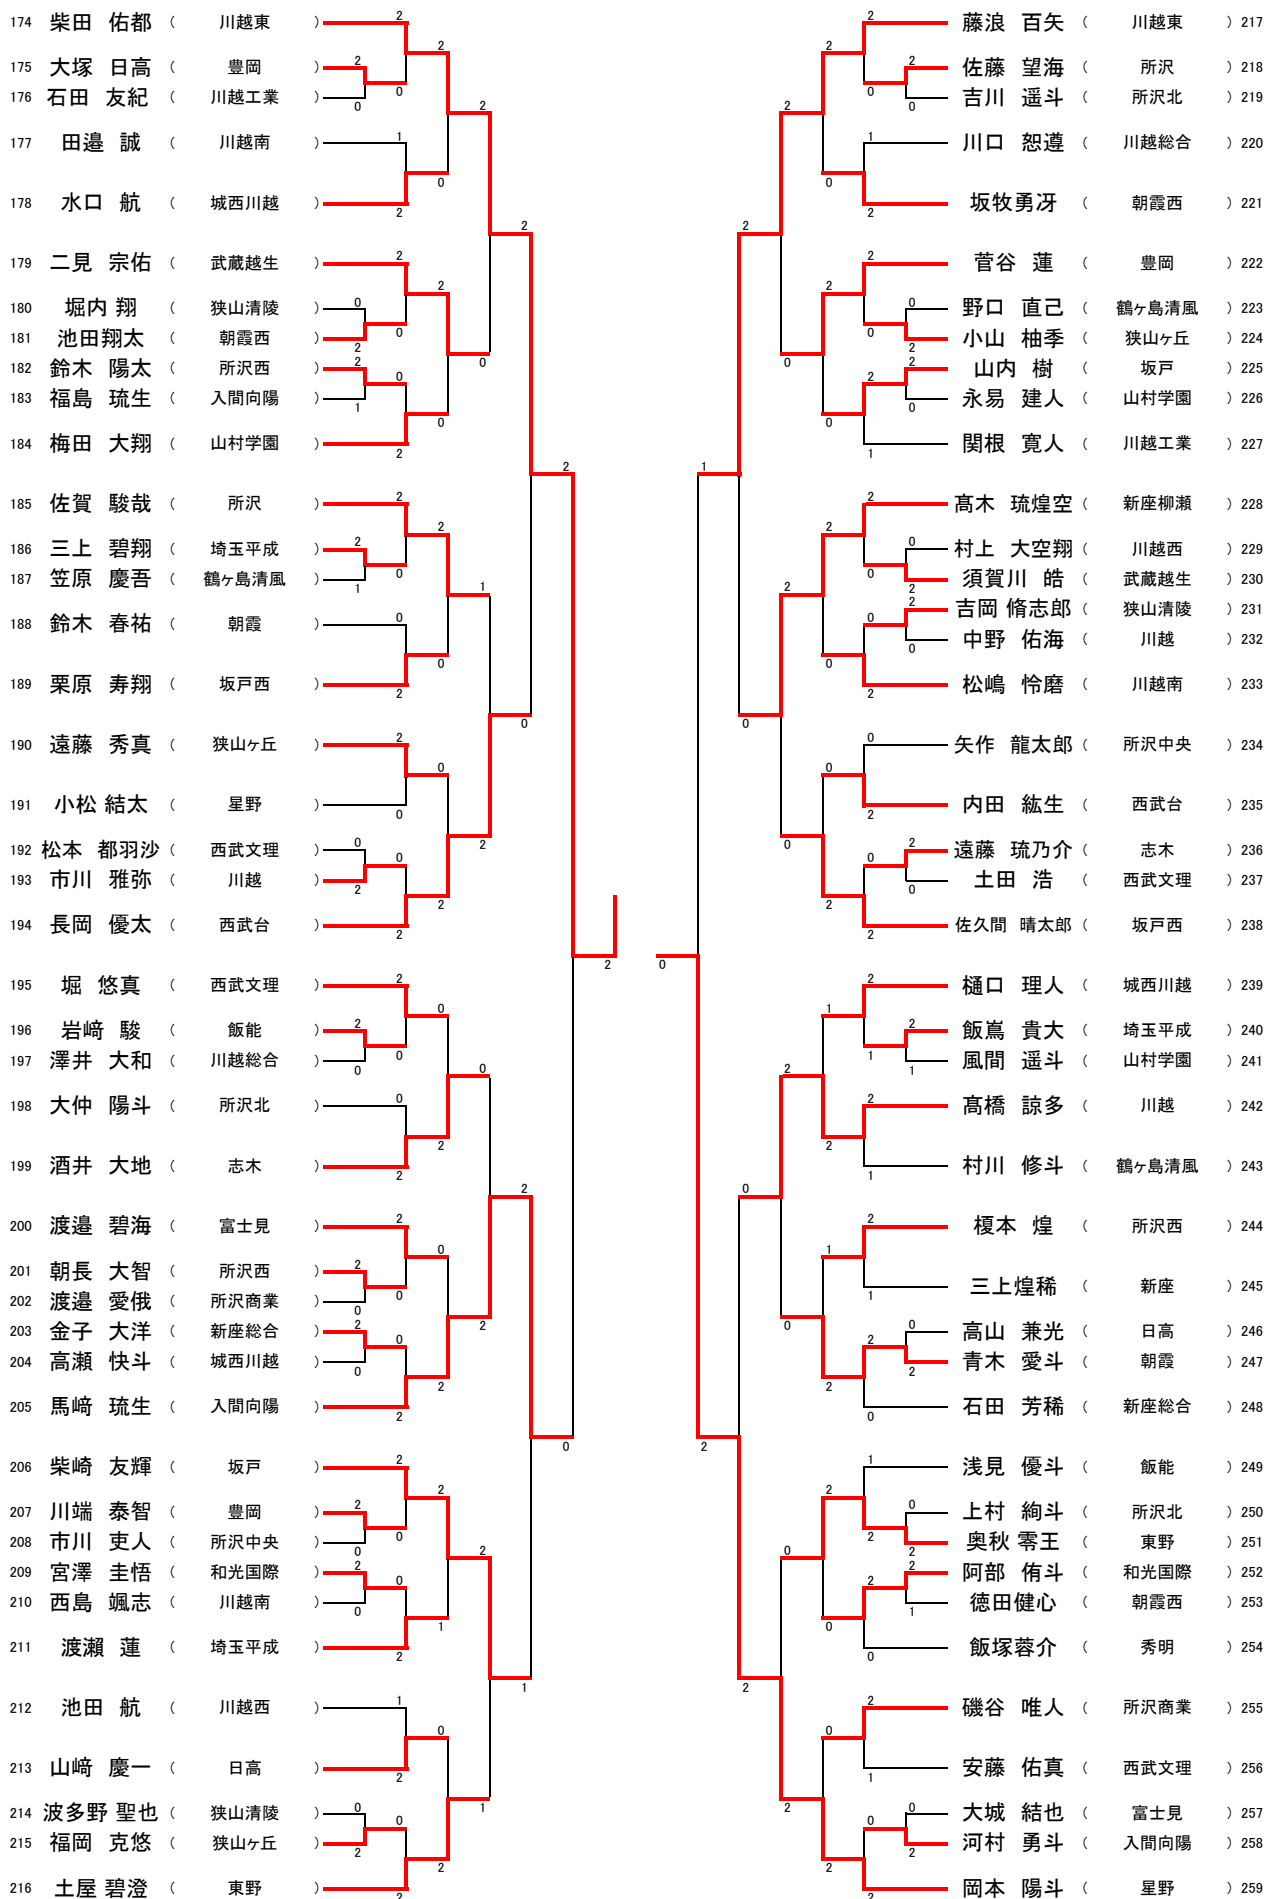 174 柴田 佑都 （ 川越東 ）
175 大塚 日高 （ 豊岡 ）
176 石田 友紀 （ 川越工業 ）
177 田邉 誠 （ 川越南 ）
178 水口 航 （ 城西川越 ）
179 二見 宗佑 （ 武蔵越生 ）
180 堀内 翔 （ 狭山清陵 ）
181 池田翔太 （ 朝霞西 ）
182 鈴木 陽太 （ 所沢西 ）
183 福島 琉生 （ 入間向陽 ）
184 梅田 大翔 （ 山村学園 ）
185 佐賀 駿哉 （ 所沢 ）
186 三上 碧翔 （ 埼玉平成 ）
187 笠原 慶吾 （ 鶴ヶ島清風 ）
188 鈴木 春祐 （ 朝霞 ）
189 栗原 寿翔 （ 坂戸西 ）
190 遠藤 秀真 （ 狭山ヶ丘 ）
191 小松 結太 （ 星野 ）
192 松本 都羽沙 （ 西武文理 ）
193 市川 雅弥 （ 川越 ）
194 長岡 優太 （ 西武台 ）
195 堀 悠真 （ 西武文理 ）
196 岩﨑 駿 （ 飯能 ）
197 澤井 大和 （ 川越総合 ）
198 大仲 陽斗 （ 所沢北 ）
199 酒井 大地 （ 志木 ）
200 渡邉 碧海 （ 富士見 ）
201 朝長 大智 （ 所沢西 ）
202 渡邉 愛俄 （ 所沢商業 ）
203 金子 大洋 （ 新座総合 ）
204 高瀬 快斗 （ 城西川越 ）
205 馬﨑 琉生 （ 入間向陽 ）
206 柴崎 友輝 （ 坂戸 ）
207 川端 泰智 （ 豊岡 ）
208 市川 吏人 （ 所沢中央 ）
209 宮澤 圭悟 （ 和光国際 ）
210 西島 颯志 （ 川越南 ）
211 渡瀨 蓮 （ 埼玉平成 ）
212 池田 航 （ 川越西 ）
213 山﨑 慶一 （ 日高 ）
214 波多野 聖也 （ 狭山清陵 ）
215 福岡 克悠 （ 狭山ヶ丘 ）
216 土屋 碧澄 （ 東野 ）
藤浪 百矢 （ 川越東 ） 217
佐藤 望海 （ 所沢 ） 218
吉川 遥斗 （ 所沢北 ） 219
川口 恕遵 （ 川越総合 ） 220
坂牧勇冴 （ 朝霞西 ） 221
菅谷 蓮 （ 豊岡 ） 222
野口 直己 （ 鶴ヶ島清風 ） 223
小山 柚季 （ 狭山ヶ丘 ） 224
山内 樹 （ 坂戸 ） 225
永易 建人 （ 山村学園 ） 226
関根 寛人 （ 川越工業 ） 227
髙木 琉煌空 （ 新座柳瀬 ） 228
村上 大空翔 （ 川越西 ） 229
須賀川 皓 （ 武蔵越生 ） 230
吉岡 脩志郎 （ 狭山清陵 ） 231
中野 佑海 （ 川越 ） 232
松嶋 怜磨 （ 川越南 ） 233
矢作 龍太郎 （ 所沢中央 ） 234
内田 紘生 （ 西武台 ） 235
遠藤 琉乃介 （ 志木 ） 236
土田 浩 （ 西武文理 ） 237
佐久間 晴太郎 （ 坂戸西 ） 238
樋口 理人 （ 城西川越 ） 239
飯嶌 貴大 （ 埼玉平成 ） 240
風間 遥斗 （ 山村学園 ） 241
髙橋 諒多 （ 川越 ） 242
村川 修斗 （ 鶴ヶ島清風 ） 243
榎本 煌 （ 所沢西 ） 244
三上煌稀 （ 新座 ） 245
高山 兼光 （ 日高 ） 246
青木 愛斗 （ 朝霞 ） 247
石田 芳稀 （ 新座総合 ） 248
浅見 優斗 （ 飯能 ） 249
上村 絢斗 （ 所沢北 ） 250
奥秋 零王 （ 東野 ） 251
阿部 侑斗 （ 和光国際 ） 252
徳田健心 （ 朝霞西 ） 253
飯塚蓉介 （ 秀明 ） 254
磯谷 唯人 （ 所沢商業 ） 255
安藤 佑真 （ 西武文理 ） 256
大城 結也 （ 富士見 ） 257
河村 勇斗 （ 入間向陽 ） 258
岡本 陽斗 （ 星野 ） 259